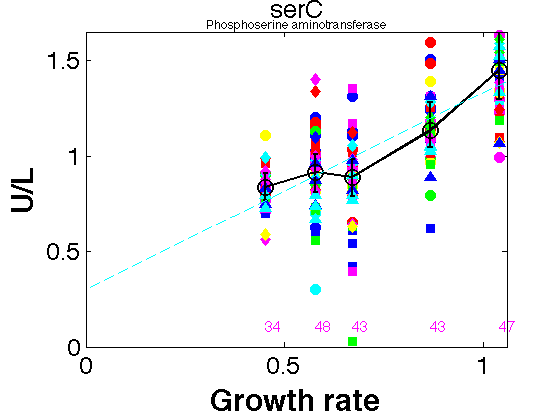 serC
Phosphoserine aminotransferase
1.5
1
0.5
0
U/L
34 48 43 43 47
0 0.5 1
Growth rate